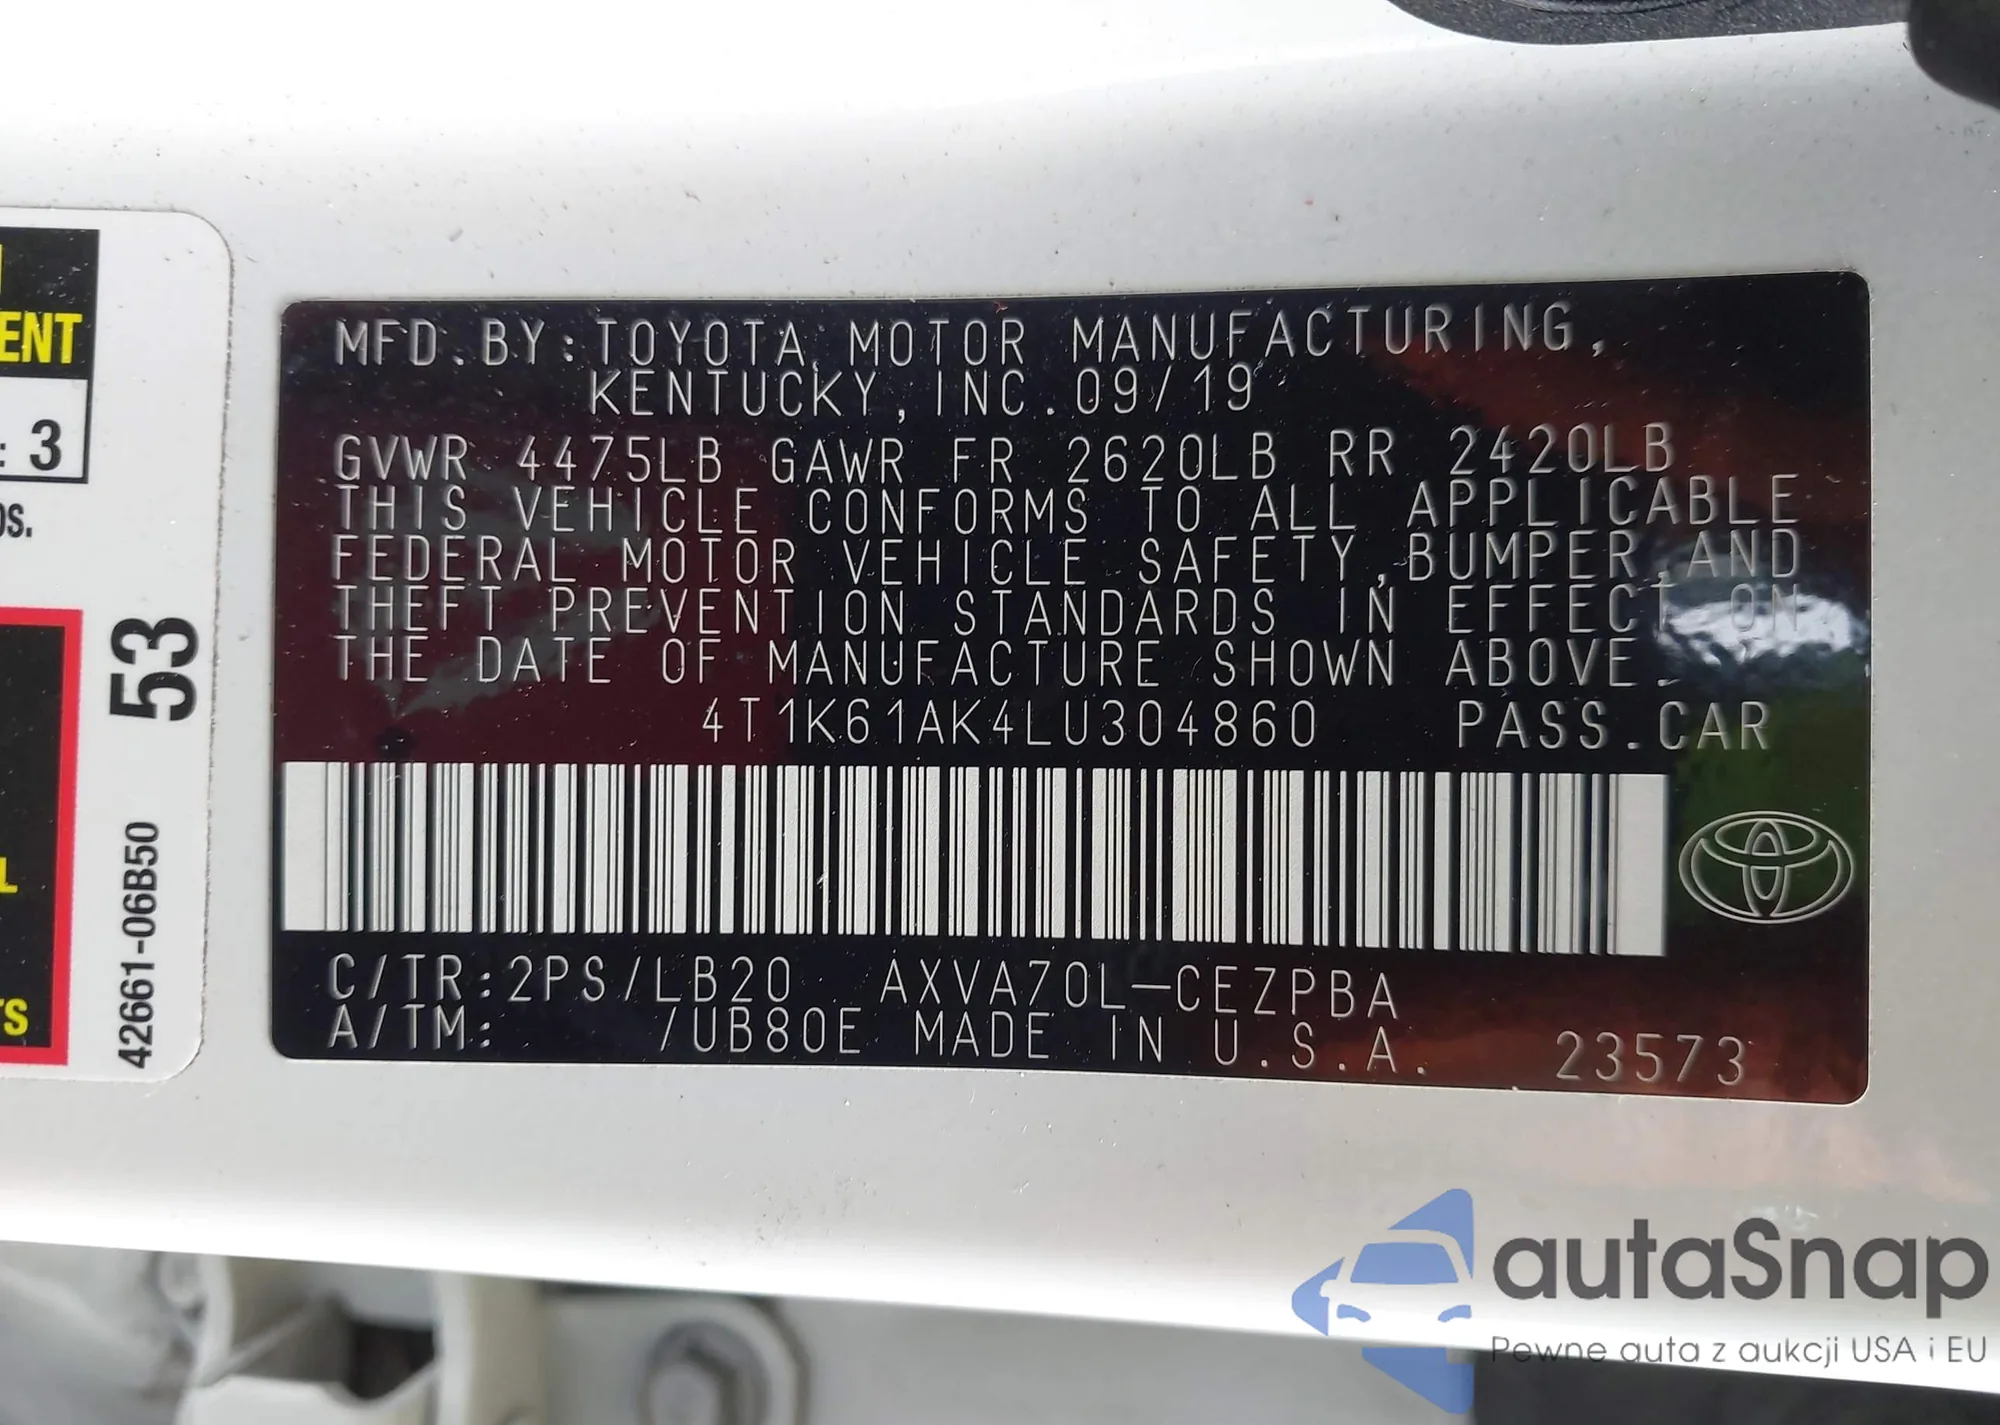 ENT
: 3
OS.
L
TS
53
42661-06B50
MFD.BY:TOYOTA MOTOR MANUFACTURING,
KENTUCKY,INC.09/19
GVWR 4475LB GAWR FR 2620LB RR 2420LB
THIS VEHICLE CONFORMS TO ALL APPLICABLE
FEDERAL MOTOR VEHICLE SAFETY,BUMPER,AND
THEFT PREVENTION STANDARDS IN EFFECT ON
THE DATE OF MANUFACTURE SHOWN ABOVE.
4T1K61AK4LU304860 PASS.CAR
C/TR:2PS/LB20 AXVA70L-CEZPBA
A/TM: /UB80E MADE IN U.S.A. 23573
autaSnap
Pewne auta z aukcji USA i EU